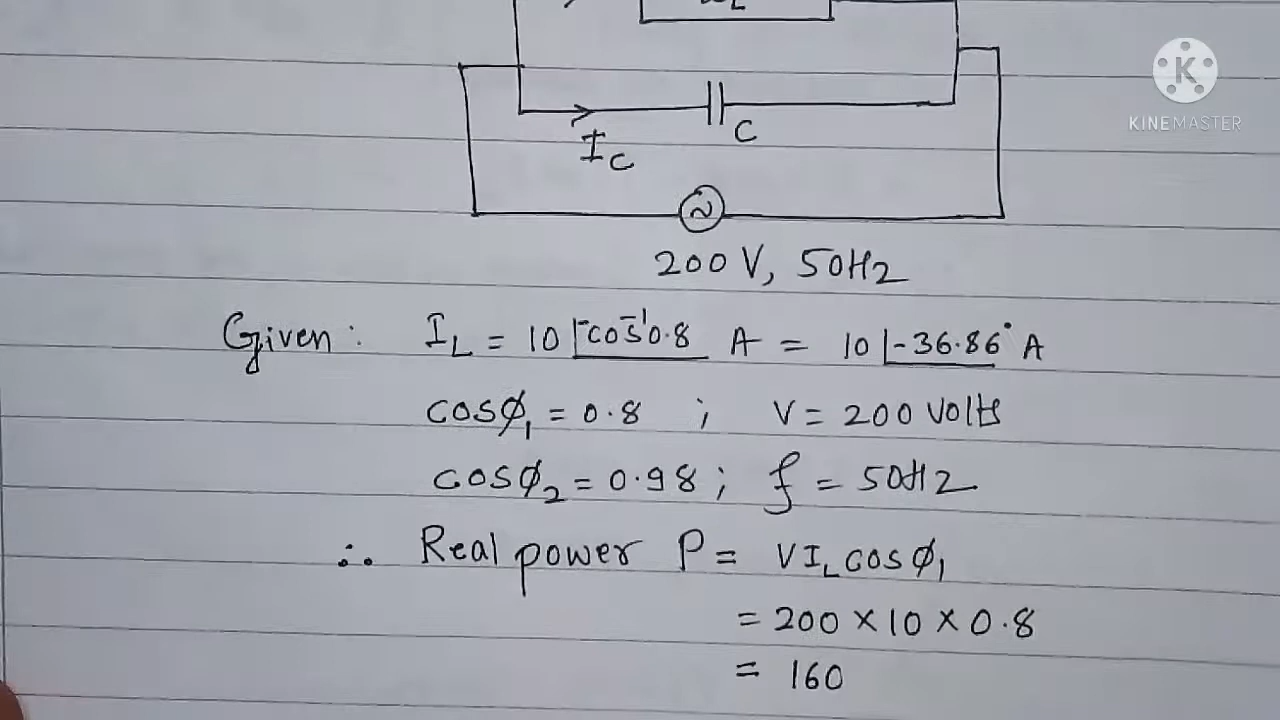 K
KINEMASTER
C
I_C
200 V, 50Hz
Given: I_L = 10 ∠-cos⁻¹0.8 A = 10 ∠-36.86° A
cosϕ₁ = 0.8 ; V = 200 Volts
cosϕ₂ = 0.98 ; f = 50Hz
∴ Real power P = VI_L cosϕ₁
= 200 × 10 × 0.8
= 160